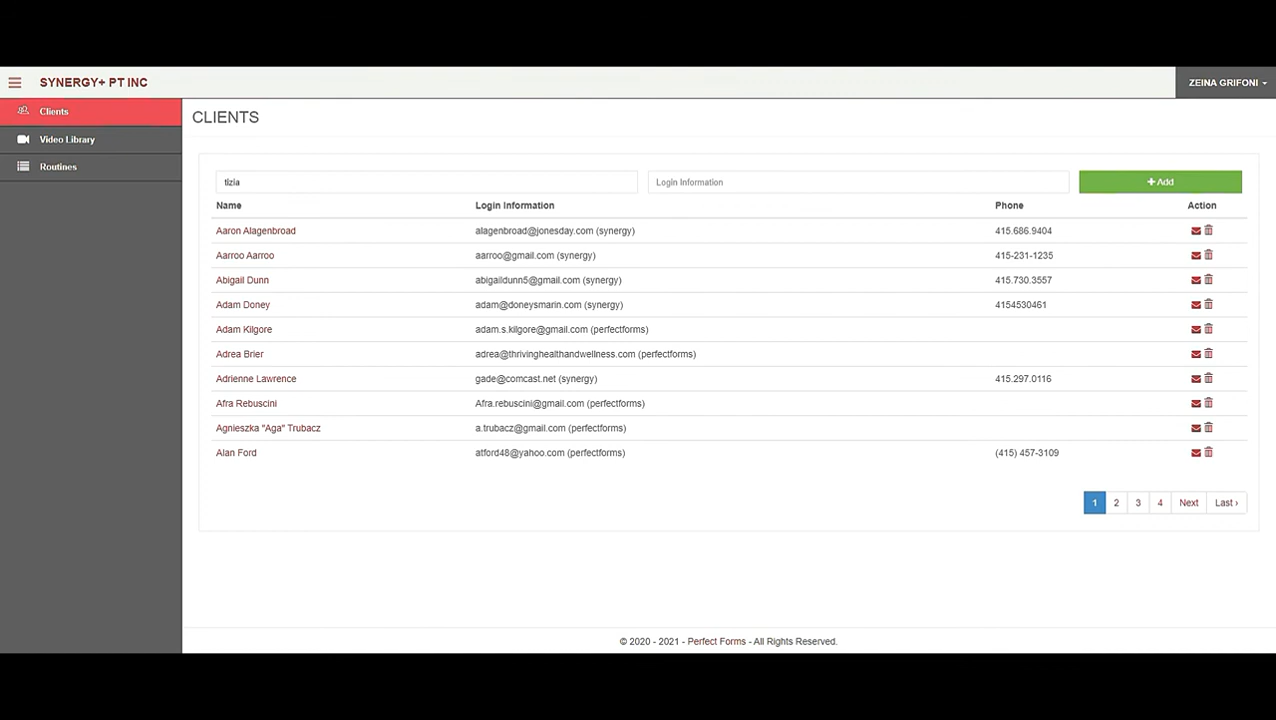 SYNERGY+ PT INC
ZEINA GRIFONI
Clients
Video Library
Routines
CLIENTS
tizia Login Information + Add
Name Login Information Phone Action
Aaron Alagenbroad alagenbroad@jonesday.com (synergy) 415.686.9404
Aarroo Aarroo aarroo@gmail.com (synergy) 415-231-1235
Abigail Dunn abigaildunn5@gmail.com (synergy) 415.730.3557
Adam Doney adam@doneysmarin.com (synergy) 4154530461
Adam Kilgore adam.s.kilgore@gmail.com (perfectforms)
Adrea Brier adrea@thrivinghealthandwellness.com (perfectforms)
Adrienne Lawrence gade@comcast.net (synergy) 415.297.0116
Afra Rebuscini Afra.rebuscini@gmail.com (perfectforms)
Agnieszka "Aga" Trubacz a.trubacz@gmail.com (perfectforms)
Alan Ford atford48@yahoo.com (perfectforms) (415) 457-3109
1 2 3 4 Next Last ›
© 2020 - 2021 - Perfect Forms - All Rights Reserved.